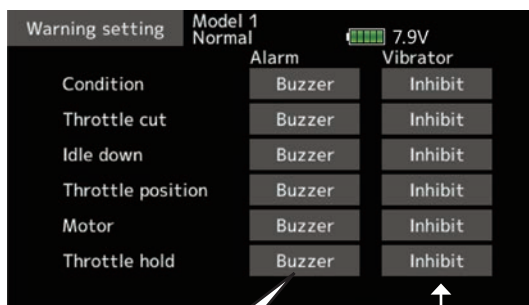 Warning setting
Model 1
Normal
7.9V
Alarm Vibrator
Condition Buzzer Inhibit
Throttle cut Buzzer Inhibit
Idle down Buzzer Inhibit
Throttle position Buzzer Inhibit
Motor Buzzer Inhibit
Throttle hold Buzzer Inhibit